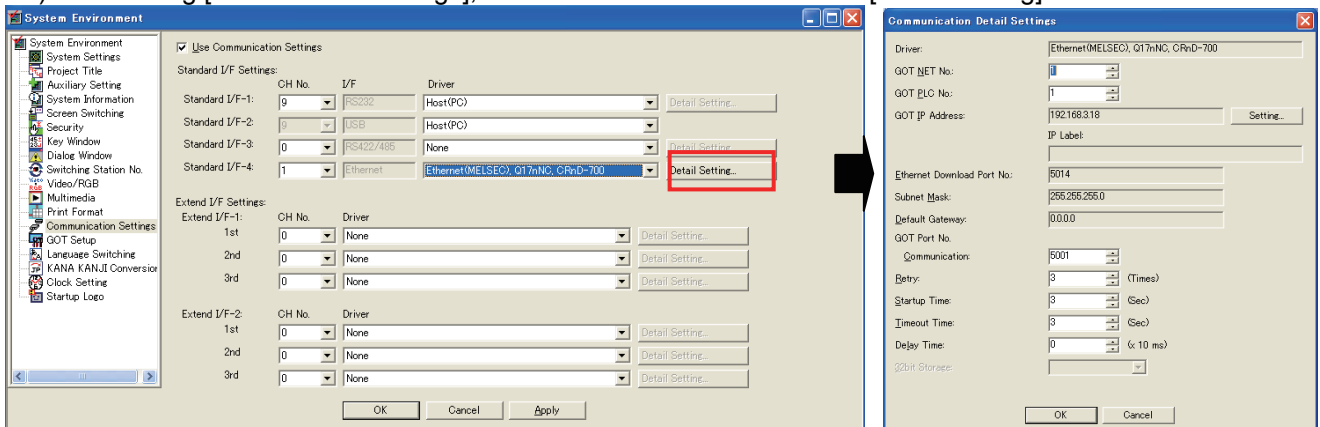 System Environment
System Environment
System Settings
Project Title
Auxiliary Setting
System Information
Screen Switching
Security
Key Window
Dialog Window
Switching Station No.
Video/RGB
Multimedia
Print Format
Communication Settings
GOT Setup
Language Switching
KANA KANJI Conversion
Clock Setting
Startup Logo
Use Communication Settings
Standard I/F Settings:
CH No. I/F Driver
Standard I/F-1: 9 RS232 Host(PC) Detail Setting...
Standard I/F-2: 9 USB Host(PC)
Standard I/F-3: 0 RS422/485 None Detail Setting...
Standard I/F-4: 1 Ethernet Ethernet(MELSEC), Q17nNC, CRnD-700 Detail Setting...
Extend I/F Settings:
Extend I/F-1: CH No. Driver
1st 0 None Detail Setting...
2nd 0 None Detail Setting...
3rd 0 None Detail Setting...
Extend I/F-2: CH No. Driver
1st 0 None Detail Setting...
2nd 0 None Detail Setting...
3rd 0 None Detail Setting...
OK Cancel Apply
Communication Detail Settings
Driver: Ethernet(MELSEC), Q17nNC, CRnD-700
GOT NET No.: 1
GOT PLC No.: 1
GOT IP Address: 192.168.3.18 Setting...
IP Label:
Ethernet Download Port No.: 5014
Subnet Mask: 255.255.255.0
Default Gateway: 0.0.0.0
GOT Port No.
Communication: 5001
Retry: 3 (Times)
Startup Time: 3 (Sec)
Timeout Time: 3 (Sec)
Delay Time: 0 (x 10 ms)
32bit Storage:
OK Cancel